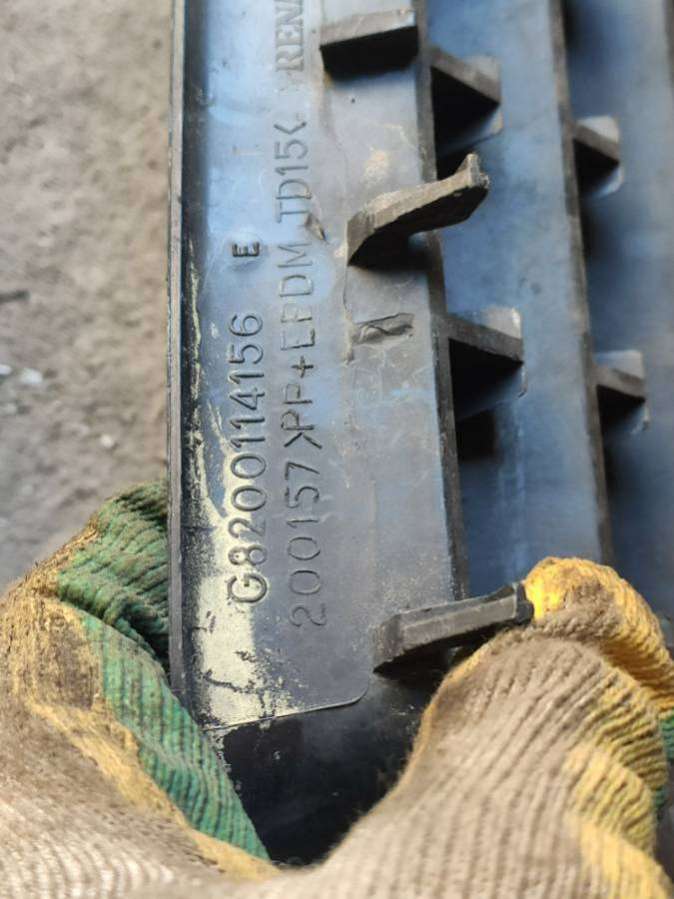 G8200114156 E
200157 >PP+EPDM TD15< RENA